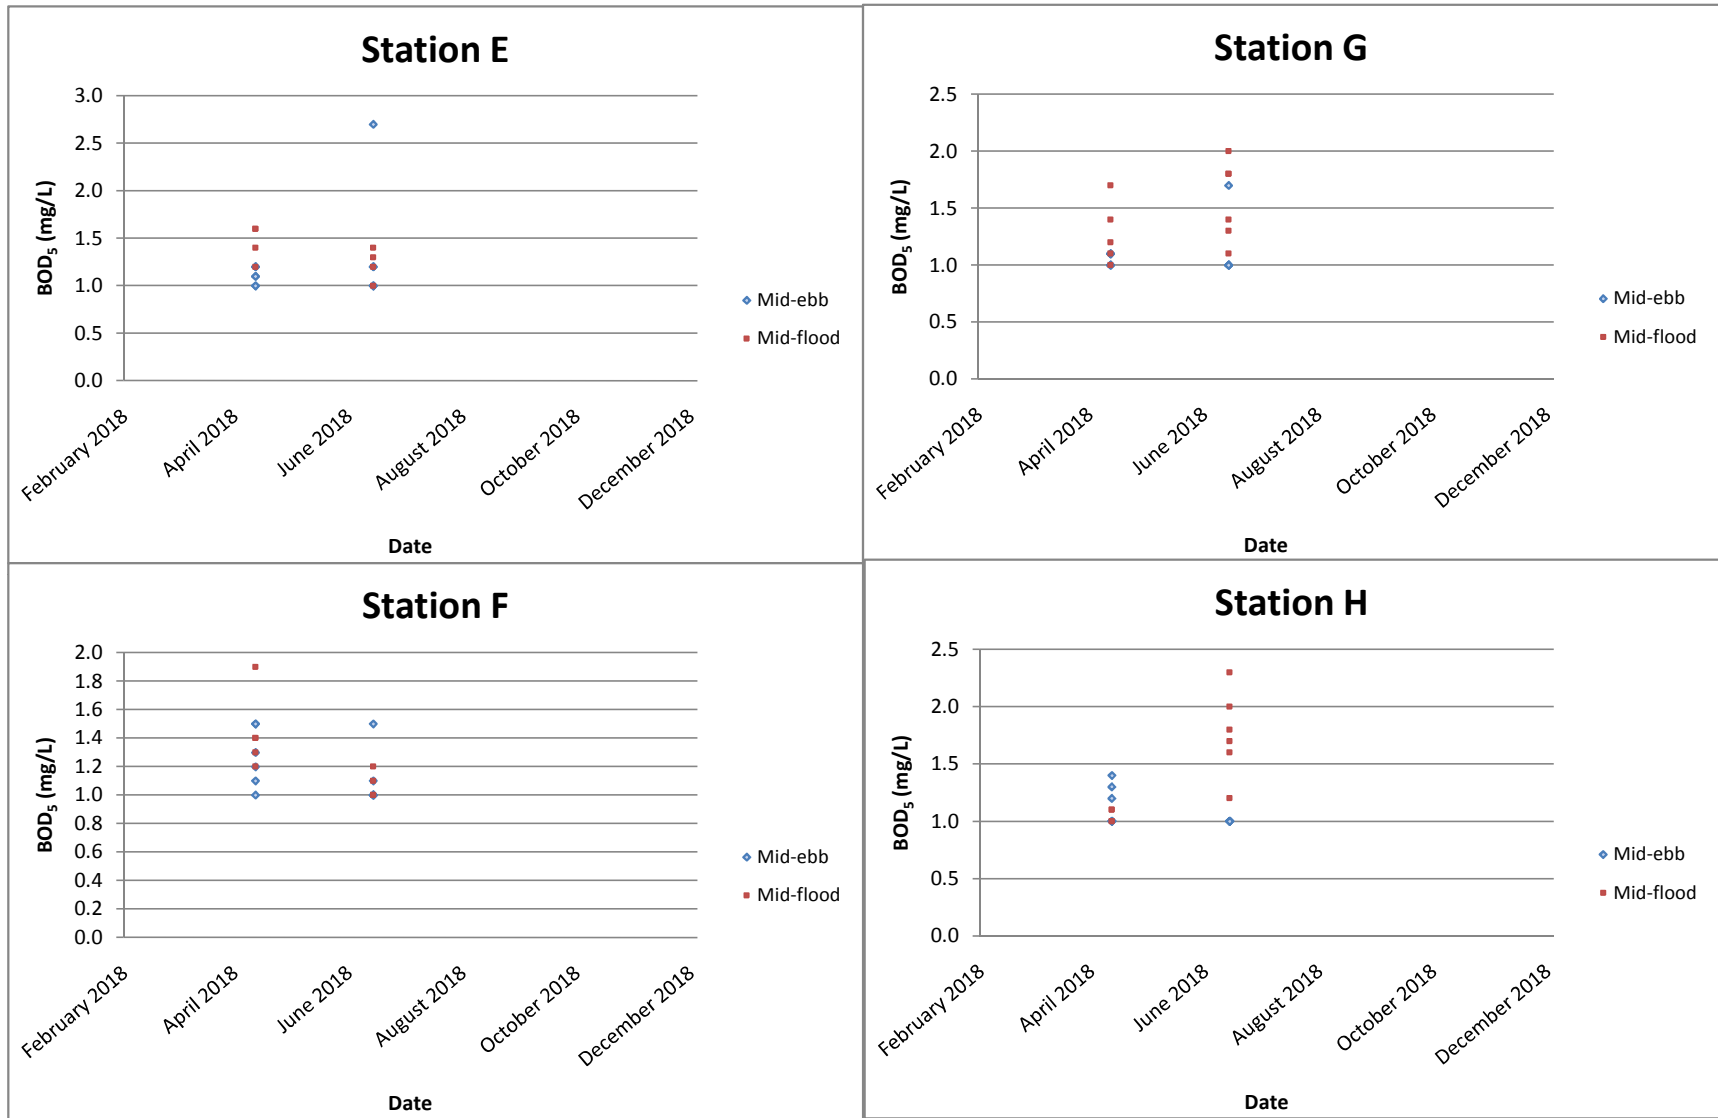 Station E
3.0
2.5
2.0
1.5
1.0
0.5
0.0
BOD₅ (mg/L)
February 2018
April 2018
June 2018
August 2018
October 2018
December 2018
Date
Mid-ebb
Mid-flood
Station G
2.5
2.0
1.5
1.0
0.5
0.0
BOD₅ (mg/L)
February 2018
April 2018
June 2018
August 2018
October 2018
December 2018
Date
Mid-ebb
Mid-flood
Station F
2.0
1.8
1.6
1.4
1.2
1.0
0.8
0.6
0.4
0.2
0.0
BOD₅ (mg/L)
February 2018
April 2018
June 2018
August 2018
October 2018
December 2018
Date
Mid-ebb
Mid-flood
Station H
2.5
2.0
1.5
1.0
0.5
0.0
BOD₅ (mg/L)
February 2018
April 2018
June 2018
August 2018
October 2018
December 2018
Date
Mid-ebb
Mid-flood